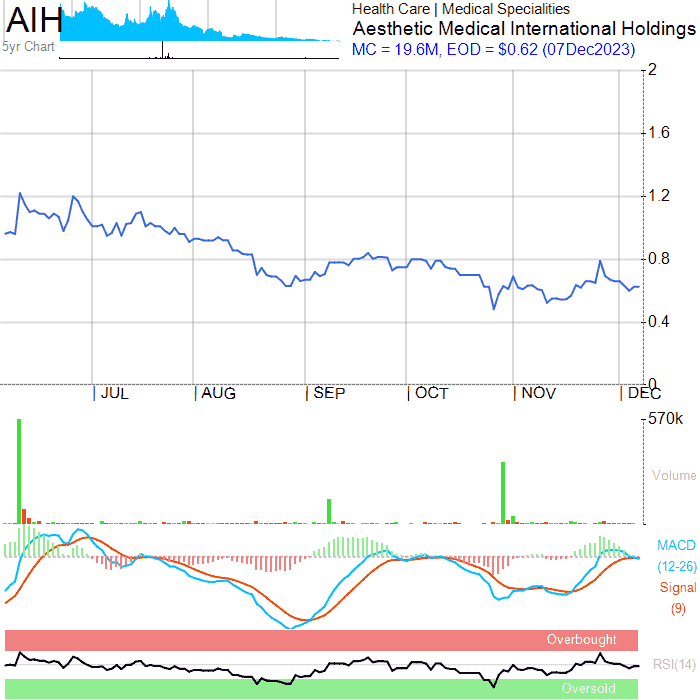 AIH
5yr Chart
Health Care | Medical Specialities
Aesthetic Medical International Holdings
MC = 19.6M, EOD = $0.62 (07Dec2023)
2
1.6
1.2
0.8
0.4
0
JUL
AUG
SEP
OCT
NOV
DEC
570k
Volume
MACD
(12-26)
Signal
(9)
Overbought
RSI(14)
Oversold